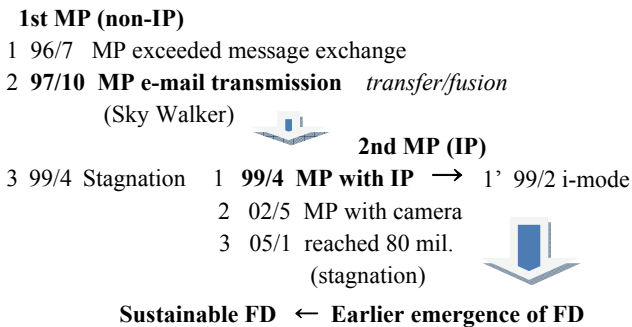 1st MP (non-IP)
1 96/7 MP exceeded message exchange
2 97/10 MP e-mail transmission transfer/fusion
(Sky Walker)
2nd MP (IP)
3 99/4 Stagnation 1 99/4 MP with IP → 1’ 99/2 i-mode
2 02/5 MP with camera
3 05/1 reached 80 mil.
(stagnation)
Sustainable FD ← Earlier emergence of FD